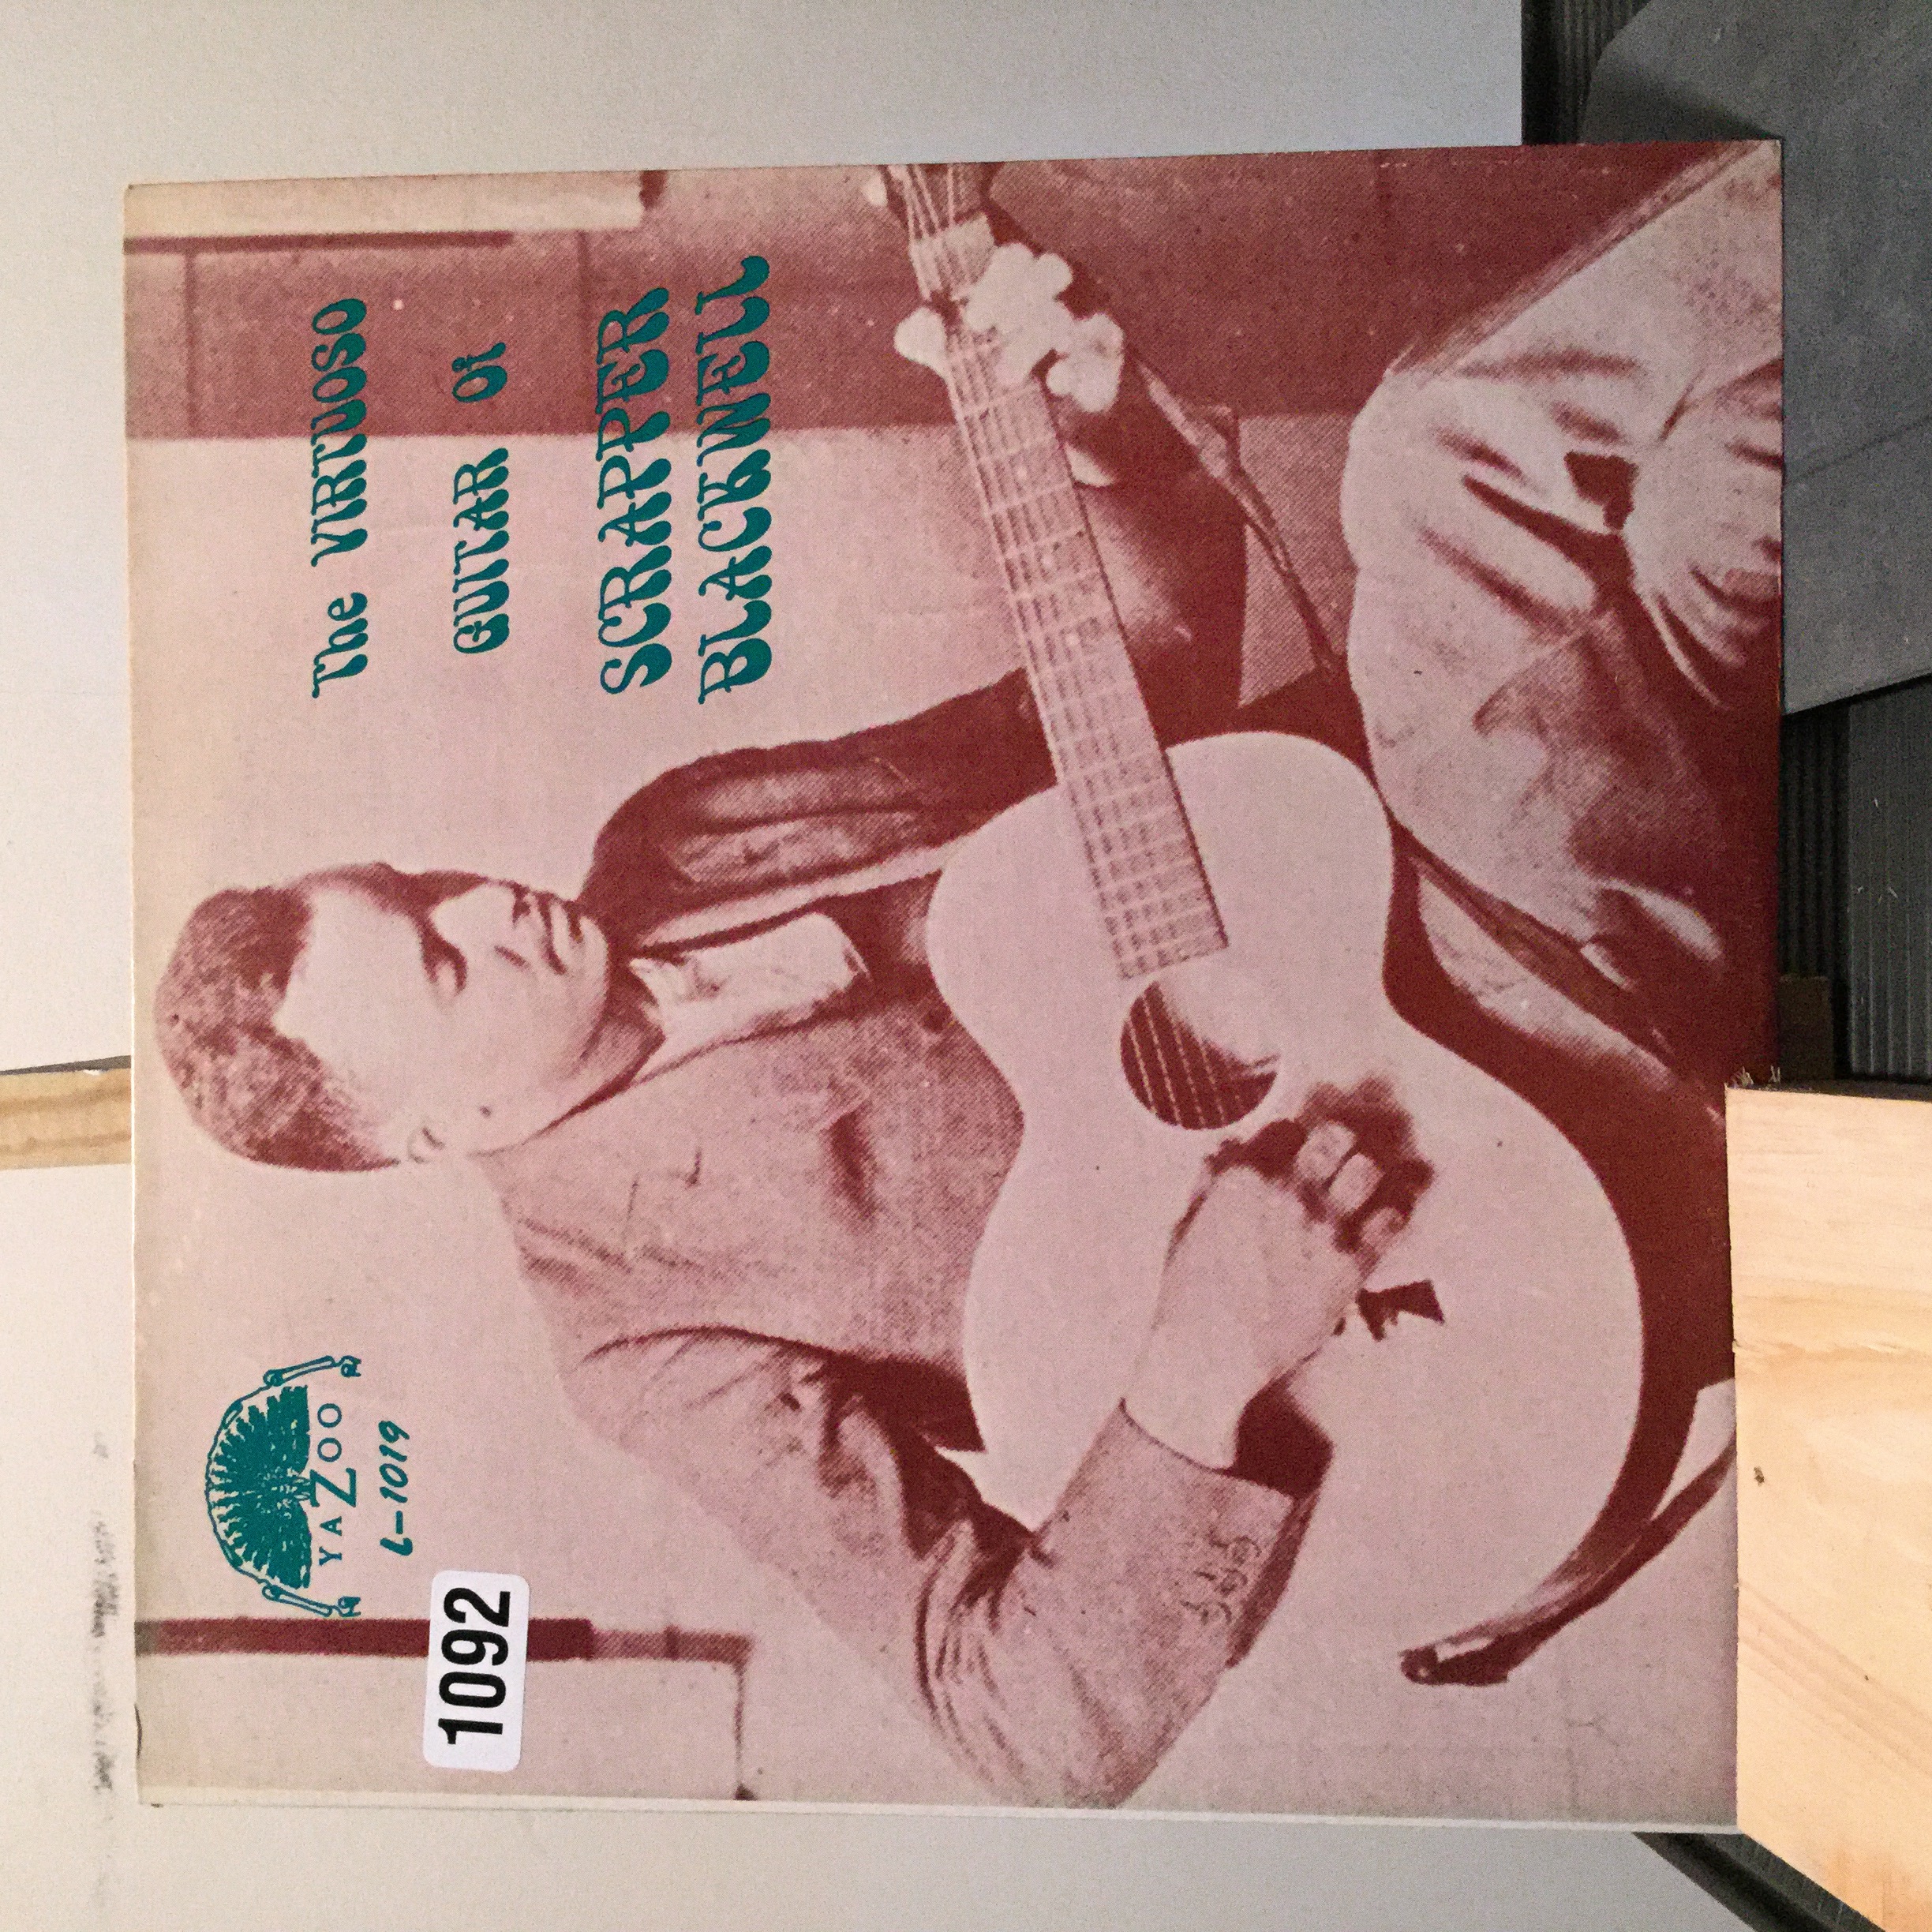 YAZOO
L-1019
1092
The VIRTUOSO
GUITAR Of
SCRAPPER
BLACKWELL